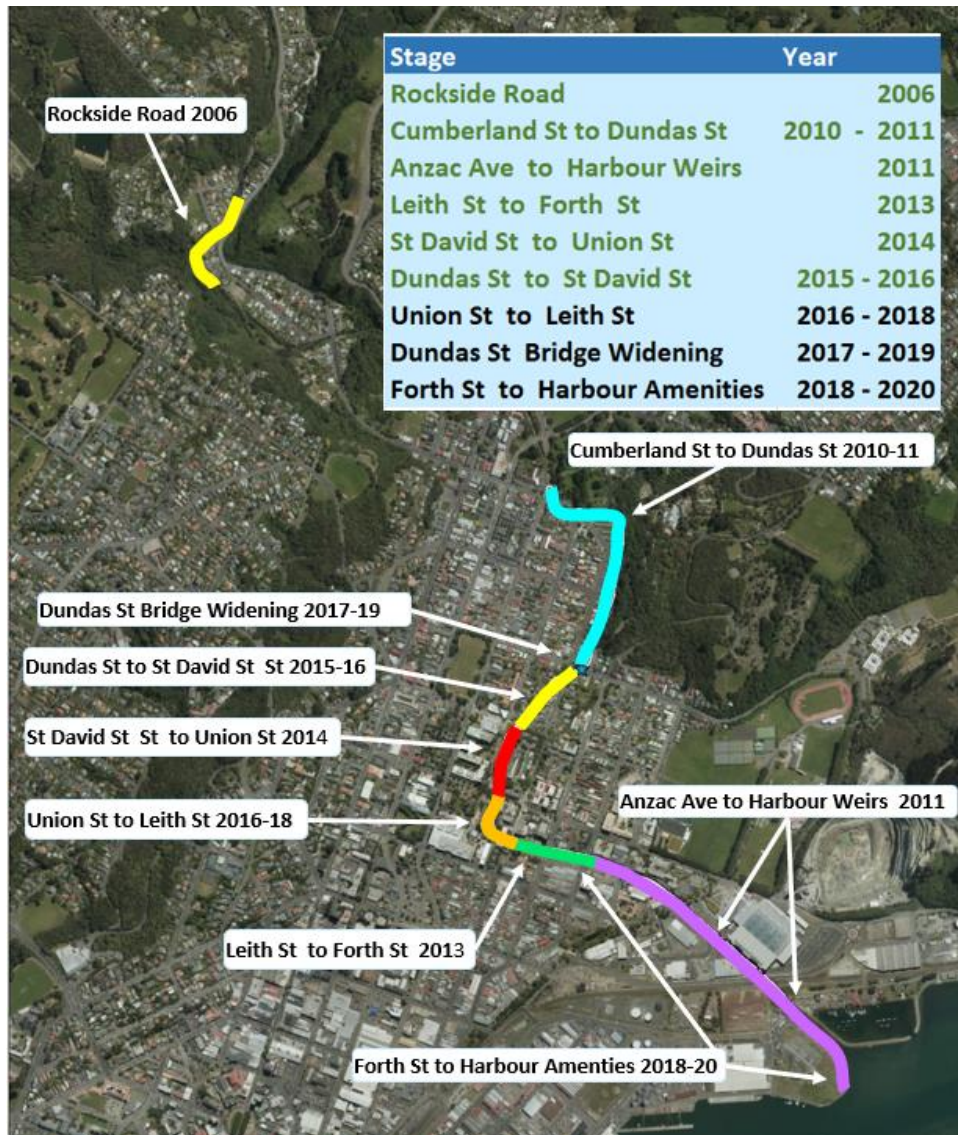 Stage Year
Rockside Road 2006
Cumberland St to Dundas St 2010 - 2011
Anzac Ave to Harbour Weirs 2011
Leith St to Forth St 2013
St David St to Union St 2014
Dundas St to St David St 2015 - 2016
Union St to Leith St 2016 - 2018
Dundas St Bridge Widening 2017 - 2019
Forth St to Harbour Amenities 2018 - 2020
Rockside Road 2006
Cumberland St to Dundas St 2010-11
Dundas St Bridge Widening 2017-19
Dundas St to St David St St 2015-16
St David St St to Union St 2014
Anzac Ave to Harbour Weirs 2011
Union St to Leith St 2016-18
Leith St to Forth St 2013
Forth St to Harbour Amenties 2018-20